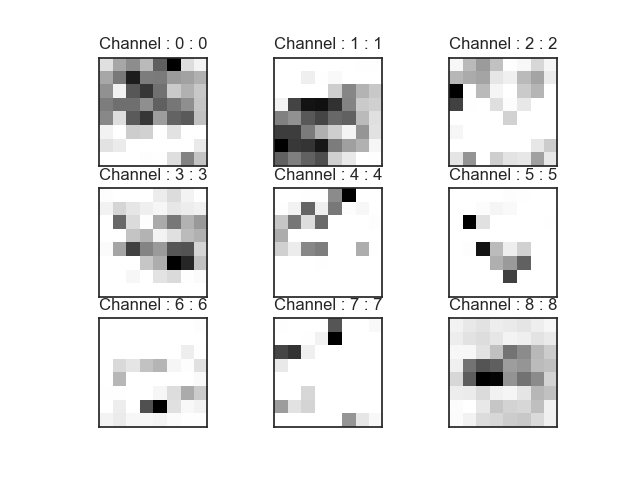 Channel : 0 : 0
Channel : 1 : 1
Channel : 2 : 2
Channel : 3 : 3
Channel : 4 : 4
Channel : 5 : 5
Channel : 6 : 6
Channel : 7 : 7
Channel : 8 : 8